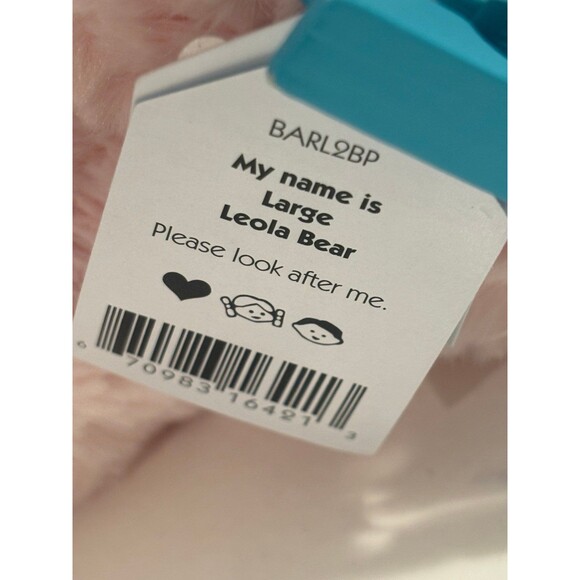 BARL2BP
My name is
Large
Leola Bear
Please look after me.
6 70983 16421 3